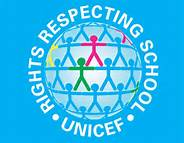 RIGHTS RESPECTING SCHOOL
UNICEF